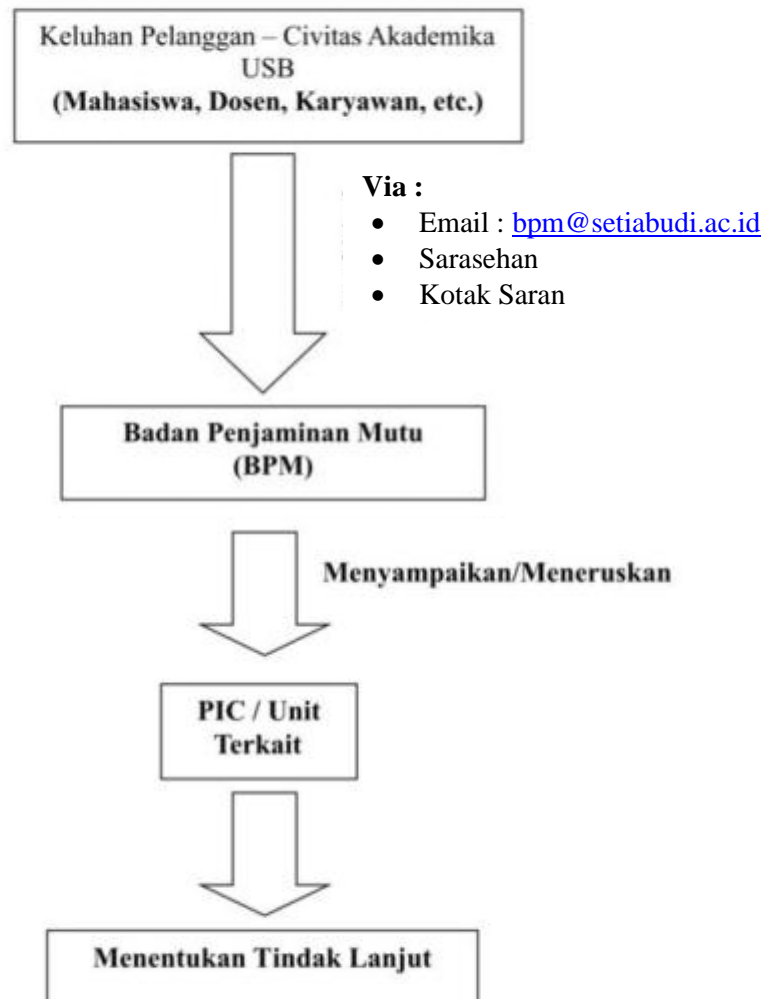 Keluhan Pelanggan – Civitas Akademika
USB
(Mahasiswa, Dosen, Karyawan, etc.)
Via :
• Email : bpm@setiabudi.ac.id
• Sarasehan
• Kotak Saran
Badan Penjaminan Mutu
(BPM)
Menyampaikan/Meneruskan
PIC / Unit
Terkait
Menentukan Tindak Lanjut